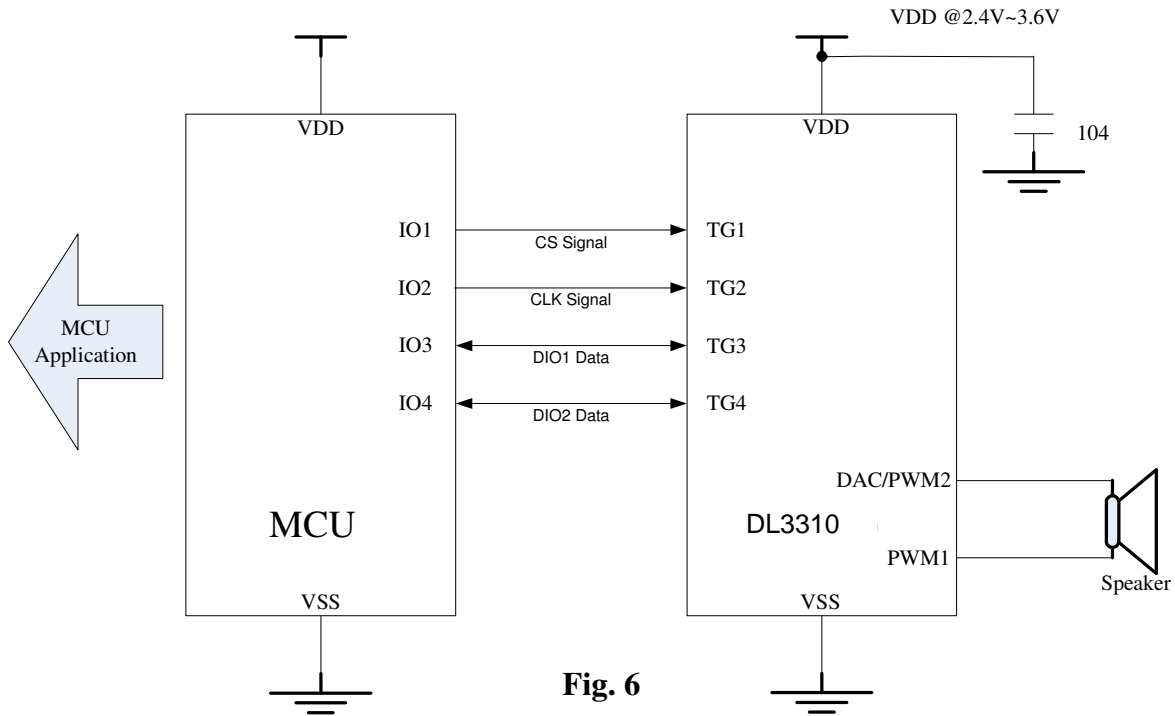 VDD @2.4V~3.6V
VDD
VDD
104
IO1
CS Signal
TG1
IO2
CLK Signal
TG2
MCU
Application
IO3
DIO1 Data
TG3
IO4
DIO2 Data
TG4
DAC/PWM2
MCU
DL3310
PWM1
Speaker
VSS
VSS
Fig. 6